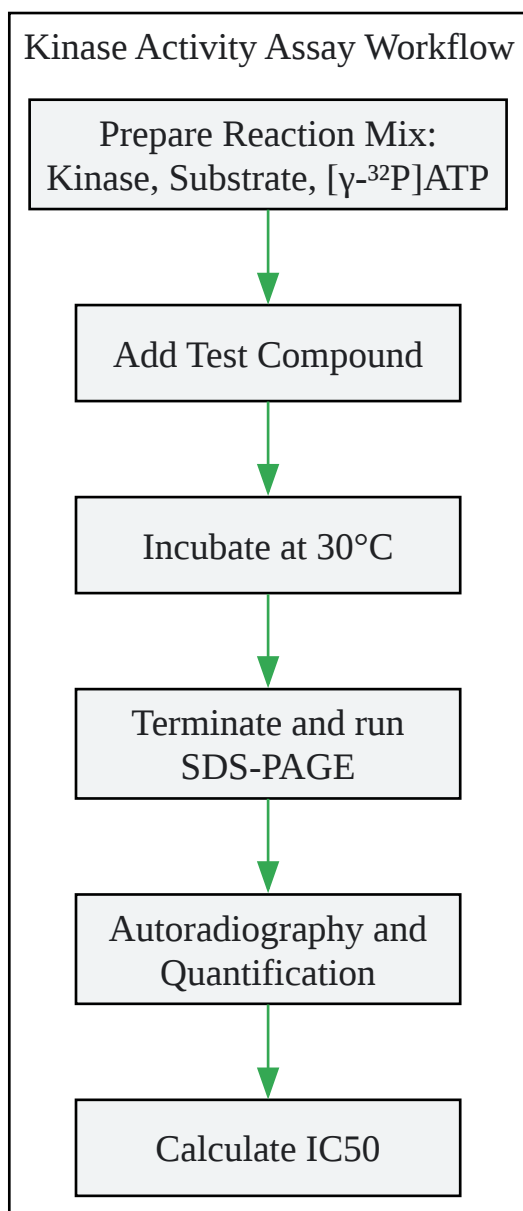 Kinase Activity Assay Workflow
Prepare Reaction Mix:
Kinase, Substrate, [γ-³²P]ATP
Add Test Compound
Incubate at 30°C
Terminate and run
SDS-PAGE
Autoradiography and
Quantification
Calculate IC50